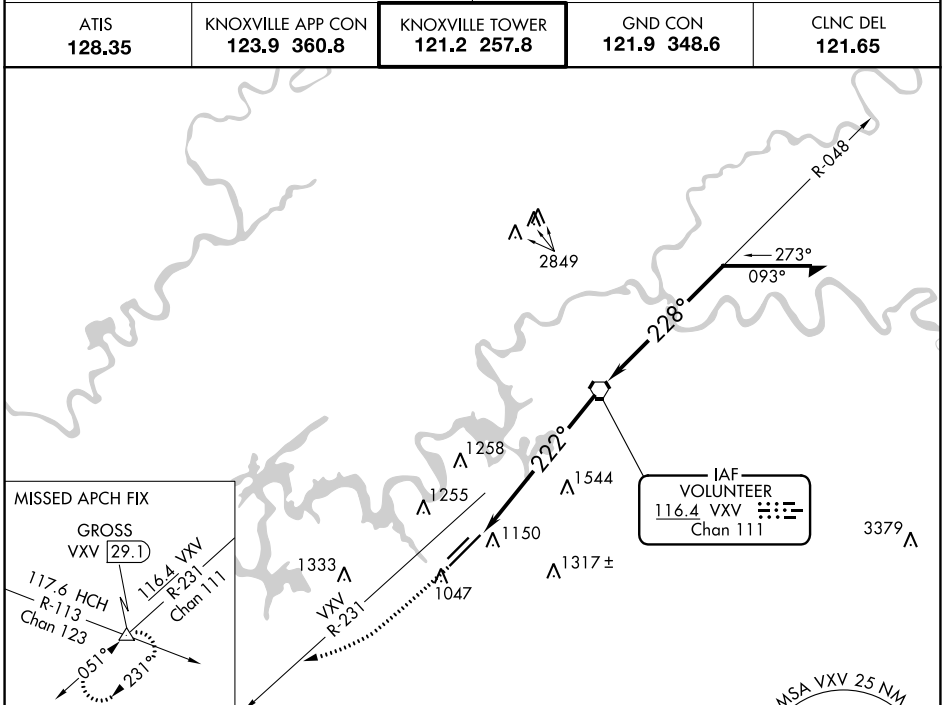 ATIS
128.35
KNOXVILLE APP CON
123.9 360.8
KNOXVILLE TOWER
121.2 257.8
GND CON
121.9 348.6
CLNC DEL
121.65
R-048
2849
273°
093°
228°
222°
1258
1255
1544
1150
1333
1317±
1047
3379
IAF
VOLUNTEER
116.4 VXV
Chan 111
VXV
R-231
MISSED APCH FIX
GROSS
VXV 29.1
116.4 VXV
R-231
Chan 111
117.6 HCH
R-113
Chan 123
051°
231°
MSA VXV 25 NM